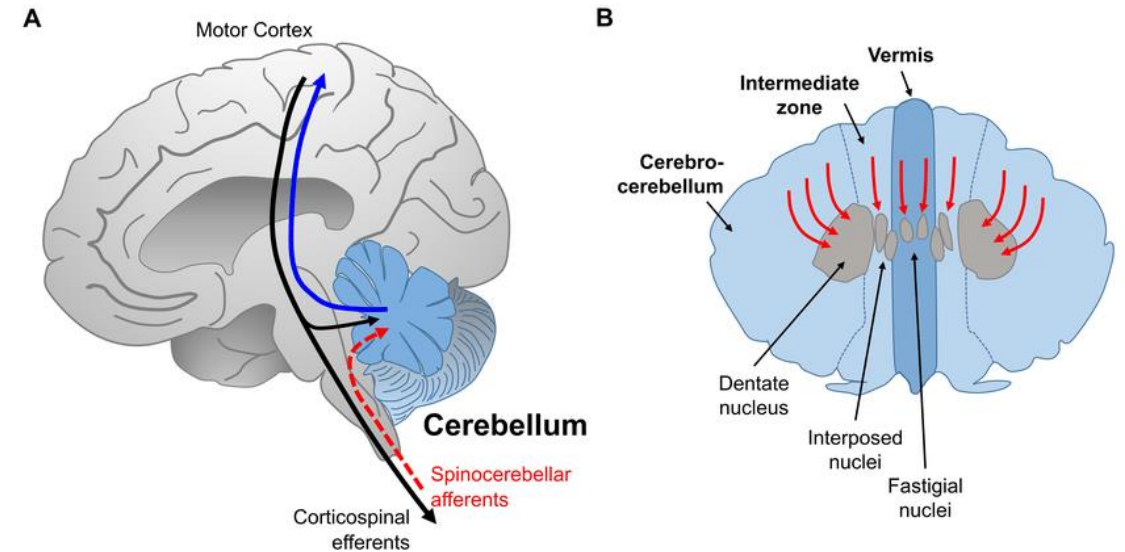 A
Motor Cortex
Cerebellum
Spinocerebellar
afferents
Corticospinal
efferents
B
Vermis
Intermediate
zone
Cerebro-
cerebellum
Dentate
nucleus
Interposed
nuclei
Fastigial
nuclei